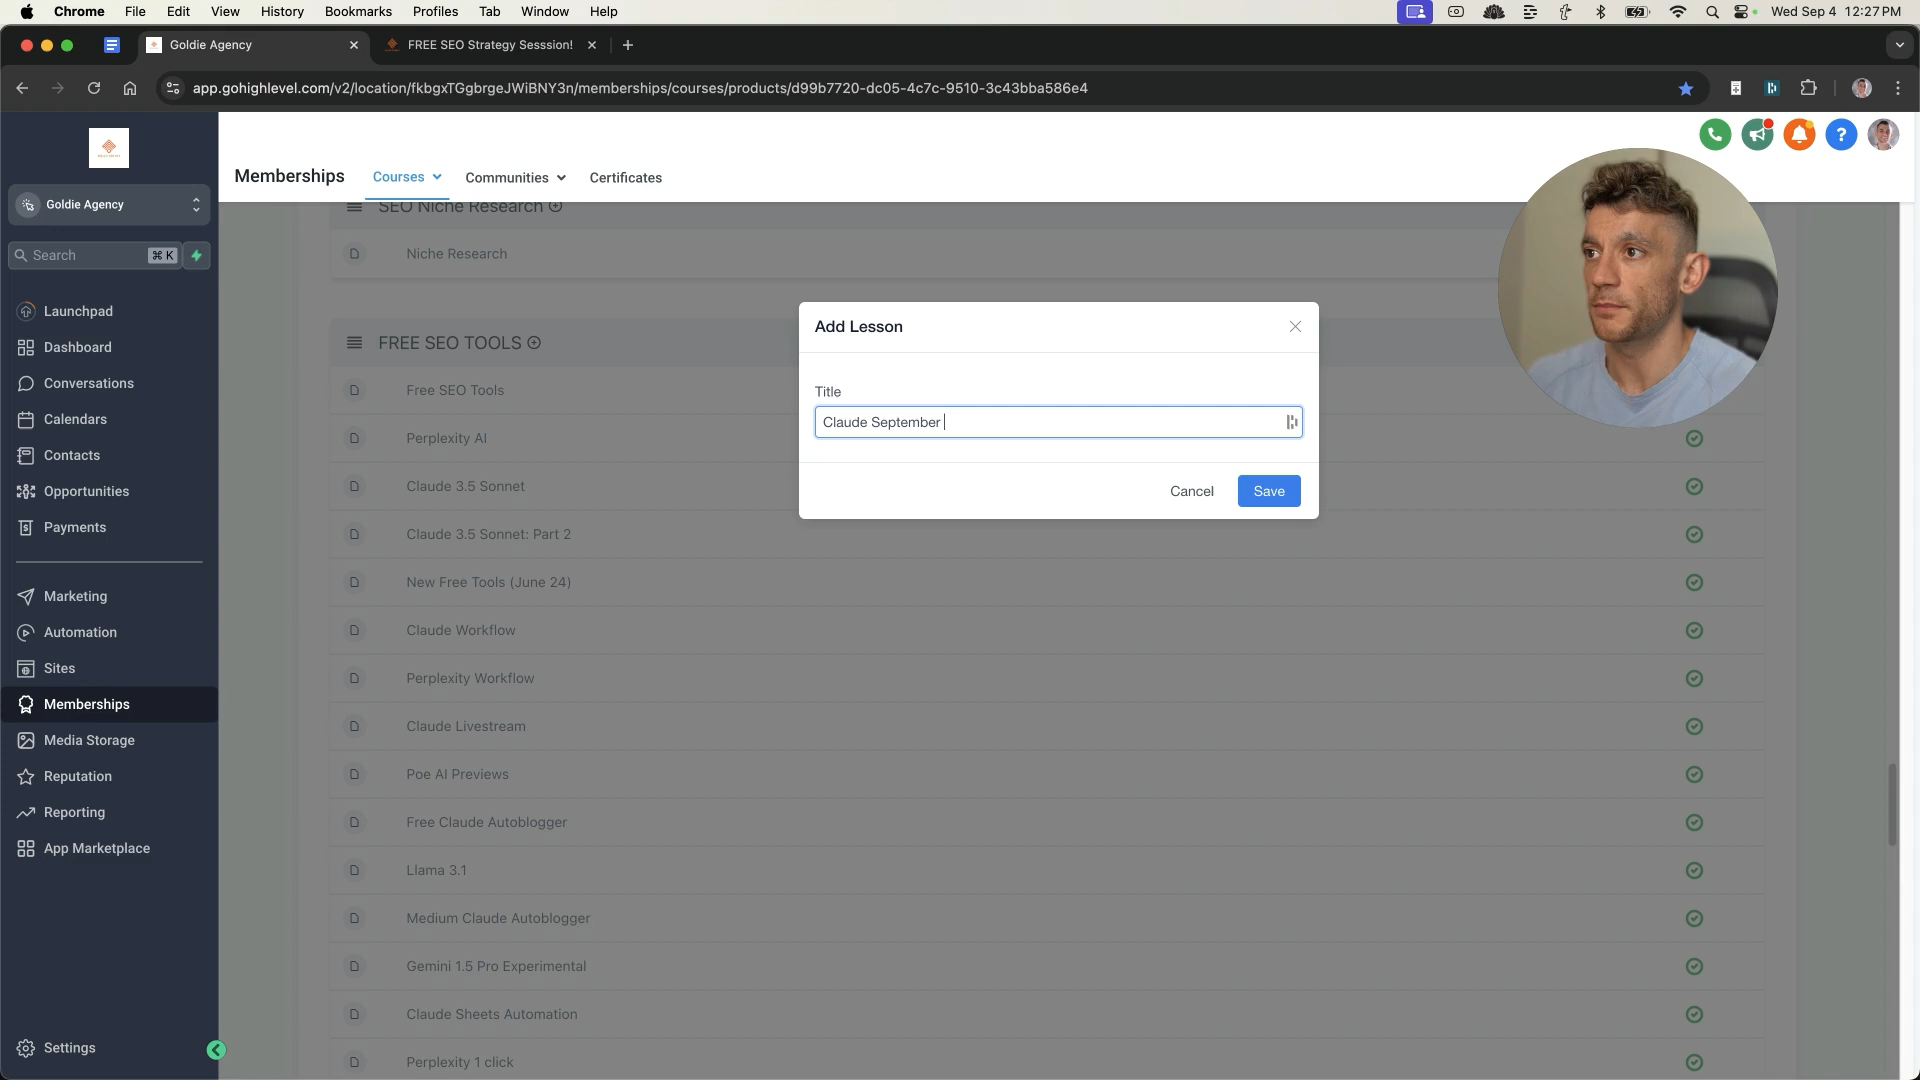 Chrome File Edit View History Bookmarks Profiles Tab Window Help
Wed Sep 4 12:27 PM
Goldie Agency
FREE SEO Strategy Sesssion!
app.gohighlevel.com/v2/location/fkbgxTGgbrgeJWiBNY3n/memberships/courses/products/d99b7720-dc05-4c7c-9510-3c43bba586e4
Memberships
Courses
Communities
Certificates
Goldie Agency
Search
⌘ K
Launchpad
Dashboard
Conversations
Calendars
Contacts
Opportunities
Payments
Marketing
Automation
Sites
Memberships
Media Storage
Reputation
Reporting
App Marketplace
Settings
SEO Niche Research
Niche Research
FREE SEO TOOLS
Free SEO Tools
Perplexity AI
Claude 3.5 Sonnet
Claude 3.5 Sonnet: Part 2
New Free Tools (June 24)
Claude Workflow
Perplexity Workflow
Claude Livestream
Poe AI Previews
Free Claude Autoblogger
Llama 3.1
Medium Claude Autoblogger
Gemini 1.5 Pro Experimental
Claude Sheets Automation
Perplexity 1 click
Add Lesson
Title
Claude September
Cancel
Save